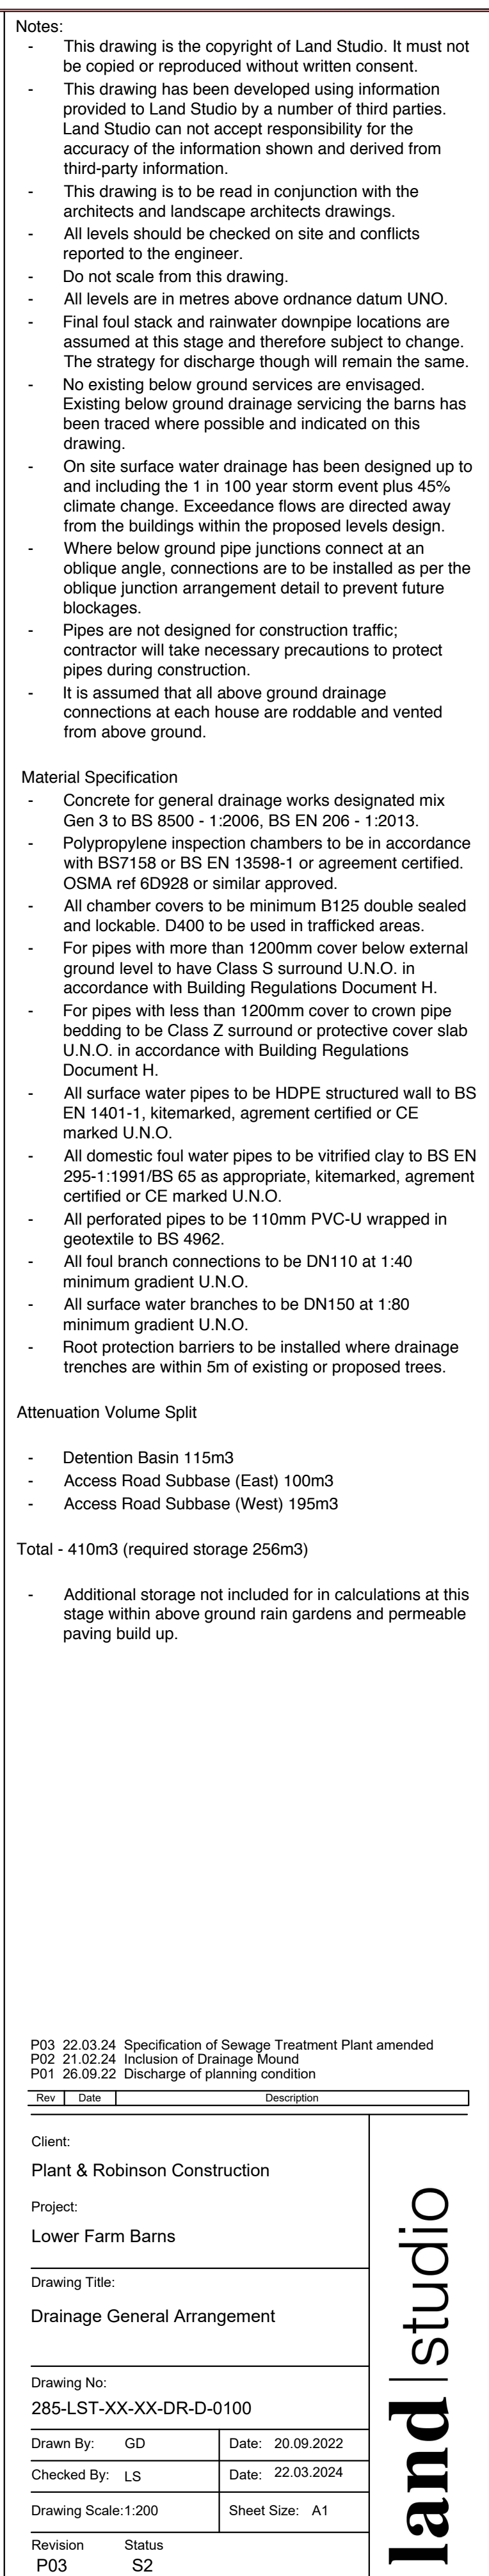 Notes:
- This drawing is the copyright of Land Studio. It must not
be copied or reproduced without written consent.
- This drawing has been developed using information
provided to Land Studio by a number of third parties.
Land Studio can not accept responsibility for the
accuracy of the information shown and derived from
third-party information.
- This drawing is to be read in conjunction with the
architects and landscape architects drawings.
- All levels should be checked on site and conflicts
reported to the engineer.
- Do not scale from this drawing.
- All levels are in metres above ordnance datum UNO.
- Final foul stack and rainwater downpipe locations are
assumed at this stage and therefore subject to change.
The strategy for discharge though will remain the same.
- No existing below ground services are envisaged.
Existing below ground drainage servicing the barns has
been traced where possible and indicated on this
drawing.
- On site surface water drainage has been designed up to
and including the 1 in 100 year storm event plus 45%
climate change. Exceedance flows are directed away
from the buildings within the proposed levels design.
- Where below ground pipe junctions connect at an
oblique angle, connections are to be installed as per the
oblique junction arrangement detail to prevent future
blockages.
- Pipes are not designed for construction traffic;
contractor will take necessary precautions to protect
pipes during construction.
- It is assumed that all above ground drainage
connections at each house are roddable and vented
from above ground.
Material Specification
- Concrete for general drainage works designated mix
Gen 3 to BS 8500 - 1:2006, BS EN 206 - 1:2013.
- Polypropylene inspection chambers to be in accordance
with BS7158 or BS EN 13598-1 or agreement certified.
OSMA ref 6D928 or similar approved.
- All chamber covers to be minimum B125 double sealed
and lockable. D400 to be used in trafficked areas.
- For pipes with more than 1200mm cover below external
ground level to have Class S surround U.N.O. in
accordance with Building Regulations Document H.
- For pipes with less than 1200mm cover to crown pipe
bedding to be Class Z surround or protective cover slab
U.N.O. in accordance with Building Regulations
Document H.
- All surface water pipes to be HDPE structured wall to BS
EN 1401-1, kitemarked, agrement certified or CE
marked U.N.O.
- All domestic foul water pipes to be vitrified clay to BS EN
295-1:1991/BS 65 as appropriate, kitemarked, agrement
certified or CE marked U.N.O.
- All perforated pipes to be 110mm PVC-U wrapped in
geotextile to BS 4962.
- All foul branch connections to be DN110 at 1:40
minimum gradient U.N.O.
- All surface water branches to be DN150 at 1:80
minimum gradient U.N.O.
- Root protection barriers to be installed where drainage
trenches are within 5m of existing or proposed trees.
Attenuation Volume Split
- Detention Basin 115m3
- Access Road Subbase (East) 100m3
- Access Road Subbase (West) 195m3
Total - 410m3 (required storage 256m3)
- Additional storage not included for in calculations at this
stage within above ground rain gardens and permeable
paving build up.
P03 22.03.24 Specification of Sewage Treatment Plant amended
P02 21.02.24 Inclusion of Drainage Mound
P01 26.09.22 Discharge of planning condition
Rev Date Description
Client:
Plant & Robinson Construction
Project:
Lower Farm Barns
Drawing Title:
Drainage General Arrangement
Drawing No:
285-LST-XX-XX-DR-D-0100
Drawn By: GD Date: 20.09.2022
Checked By: LS Date: 22.03.2024
Drawing Scale:1:200 Sheet Size: A1
Revision Status
P03 S2
land studio